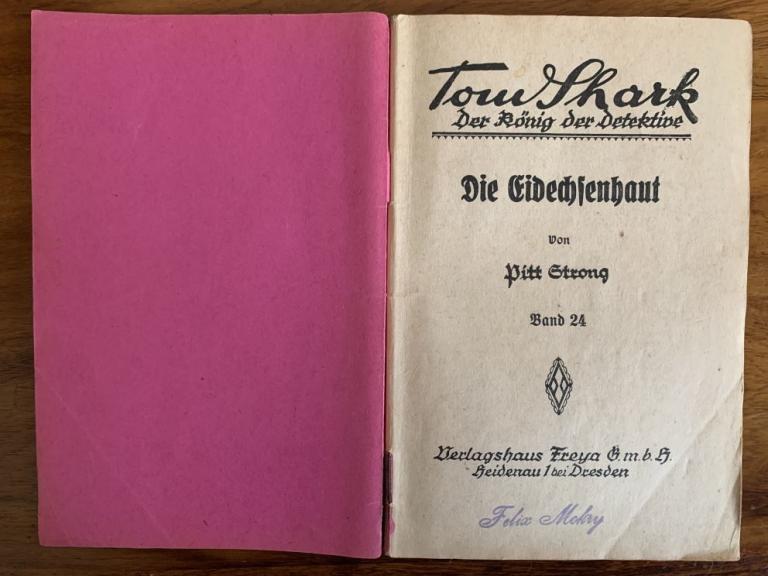 Tom Shark
Der König der Detektive
Die Eidechsenhaut
von
Pitt Strong
Band 24
Verlagshaus Freya G.m.b.H.
Heidenau 1 bei Dresden
Felix Mokry